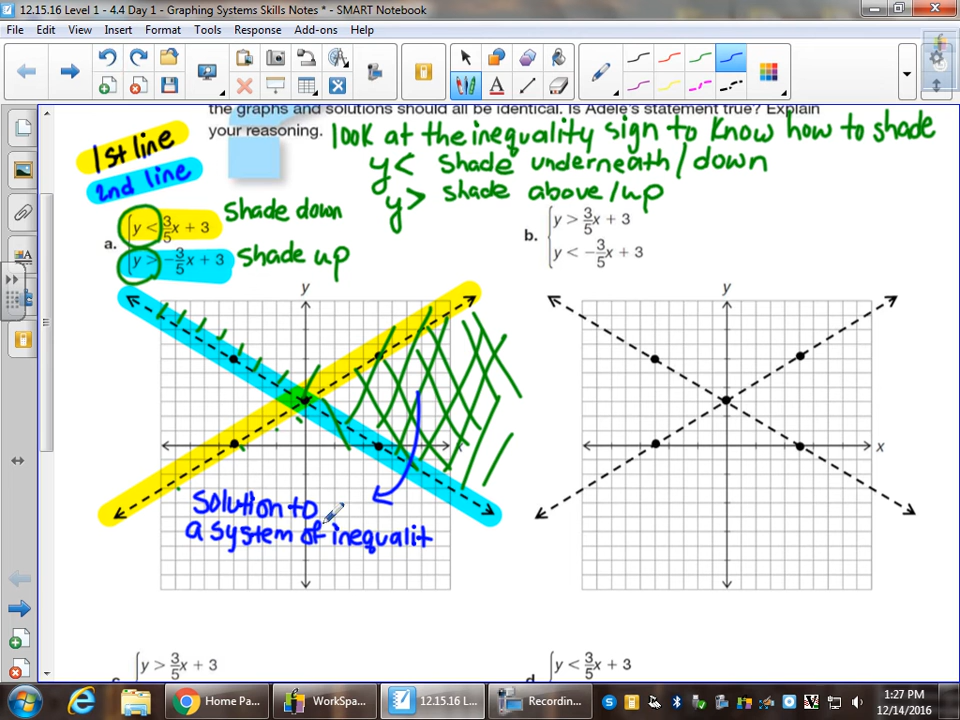 12.15.16 Level 1 - 4.4 Day 1 - Graphing Systems Skills Notes * - SMART Notebook
File Edit View Insert Format Tools Response Add-ons Help
the graphs and solutions should all be identical. Is Adele's statement true? Explain
your reasoning.
look at the inequality sign to know how to shade
y < shade underneath/down
y > shade above/up
1st line
2nd line
a. y < 3/5x + 3 shade down
y > -3/5x + 3 shade up
b. y > 3/5x + 3
y < -3/5x + 3
y
y
x
Solution to
a system of inequalit
y > 3/5x + 3
y < 3/5x + 3
Home Pa...
WorkSpa...
12.15.16 L...
Recordin...
1:27 PM
12/14/2016